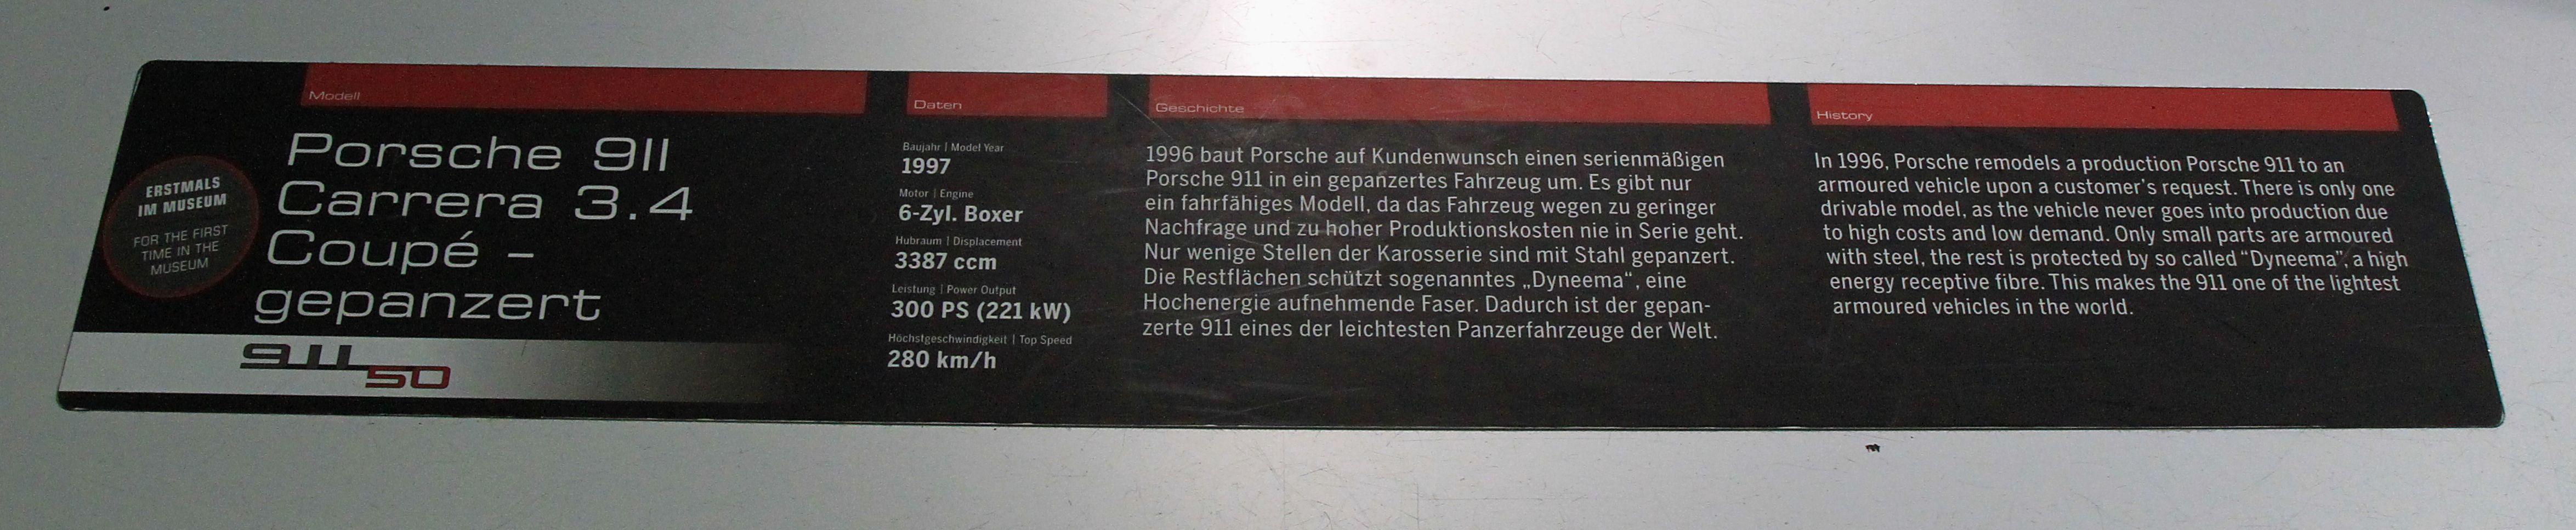 ERSTMALS
IM MUSEUM
FOR THE FIRST
TIME IN THE
MUSEUM
Modell
Porsche 911
Carrera 3.4
Coupé –
gepanzert
911
50
Daten
Baujahr | Model Year
1997
Motor | Engine
6-Zyl. Boxer
Hubraum | Displacement
3387 ccm
Leistung | Power Output
300 PS (221 kW)
Höchstgeschwindigkeit | Top Speed
280 km/h
Geschichte
1996 baut Porsche auf Kundenwunsch einen serienmäßigen
Porsche 911 in ein gepanzertes Fahrzeug um. Es gibt nur
ein fahrfähiges Modell, da das Fahrzeug wegen zu geringer
Nachfrage und zu hoher Produktionskosten nie in Serie geht.
Nur wenige Stellen der Karosserie sind mit Stahl gepanzert.
Die Restflächen schützt sogenanntes „Dyneema“, eine
Hochenergie aufnehmende Faser. Dadurch ist der gepan-
zerte 911 eines der leichtesten Panzerfahrzeuge der Welt.
History
In 1996, Porsche remodels a production Porsche 911 to an
armoured vehicle upon a customer's request. There is only one
drivable model, as the vehicle never goes into production due
to high costs and low demand. Only small parts are armoured
with steel, the rest is protected by so called “Dyneema”, a high
energy receptive fibre. This makes the 911 one of the lightest
armoured vehicles in the world.